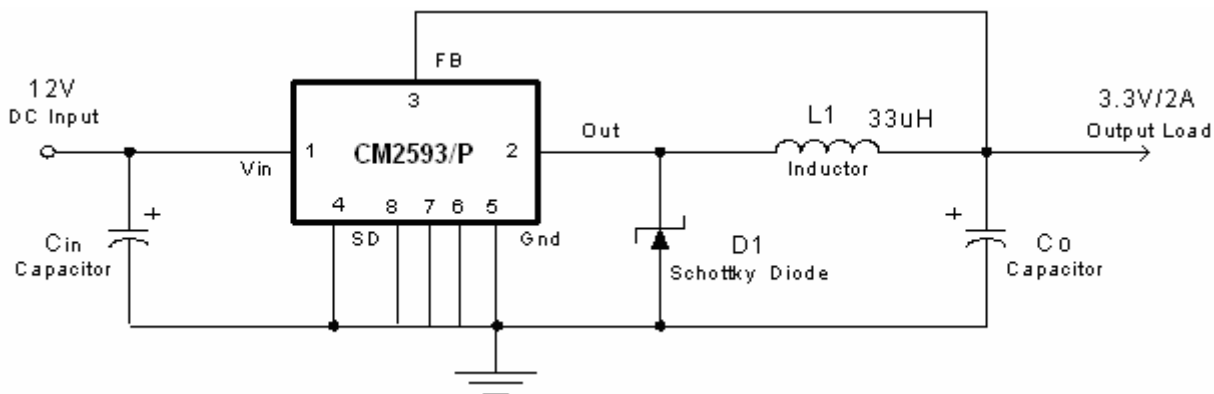 FB
12V
DC Input
3
3.3V/2A
Output Load
L1 33uH
Inductor
Out
Vin
1 CM2593/P 2
4 8 7 6 5
SD Gnd
+
Cin
Capacitor
D1
Schottky Diode
+
Co
Capacitor